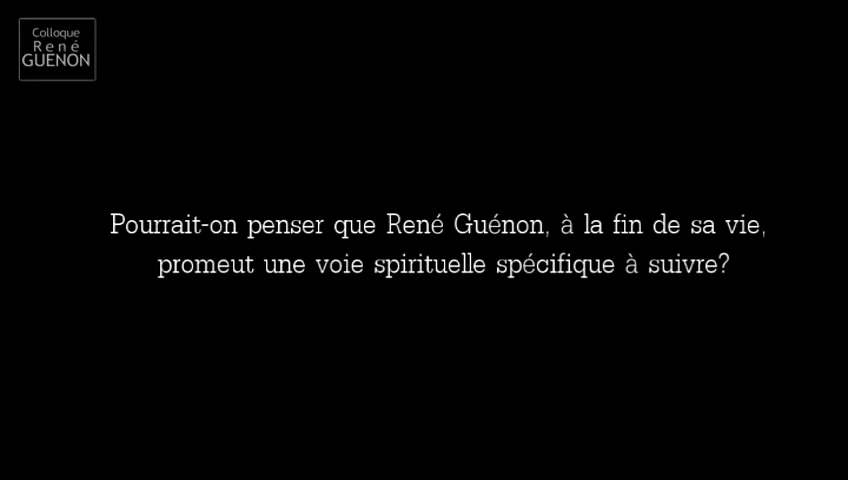 Colloque
René
GUENON
Pourrait-on penser que René Guénon, à la fin de sa vie,
promeut une voie spirituelle spécifique à suivre?